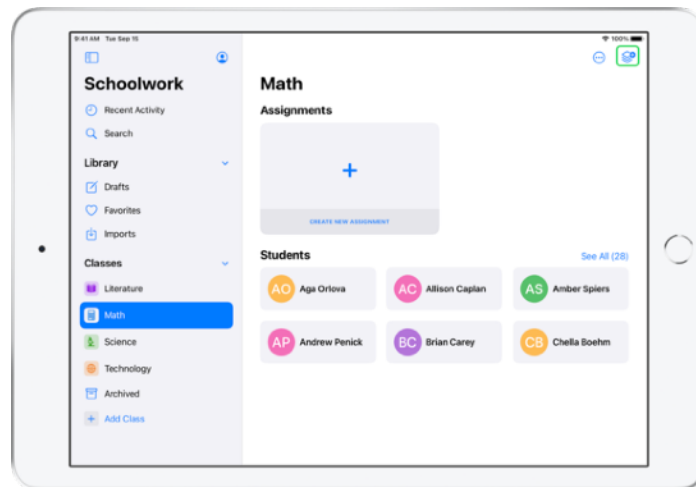 9:41 AM Tue Sep 15
100%
Schoolwork
Recent Activity
Search
Library
Drafts
Favorites
Imports
Classes
Literature
Math
Science
Technology
Archived
Add Class
Math
Assignments
CREATE NEW ASSIGNMENT
Students
See All (28)
AO Aga Orlova
AC Allison Caplan
AS Amber Spiers
AP Andrew Penick
BC Brian Carey
CB Chella Boehm